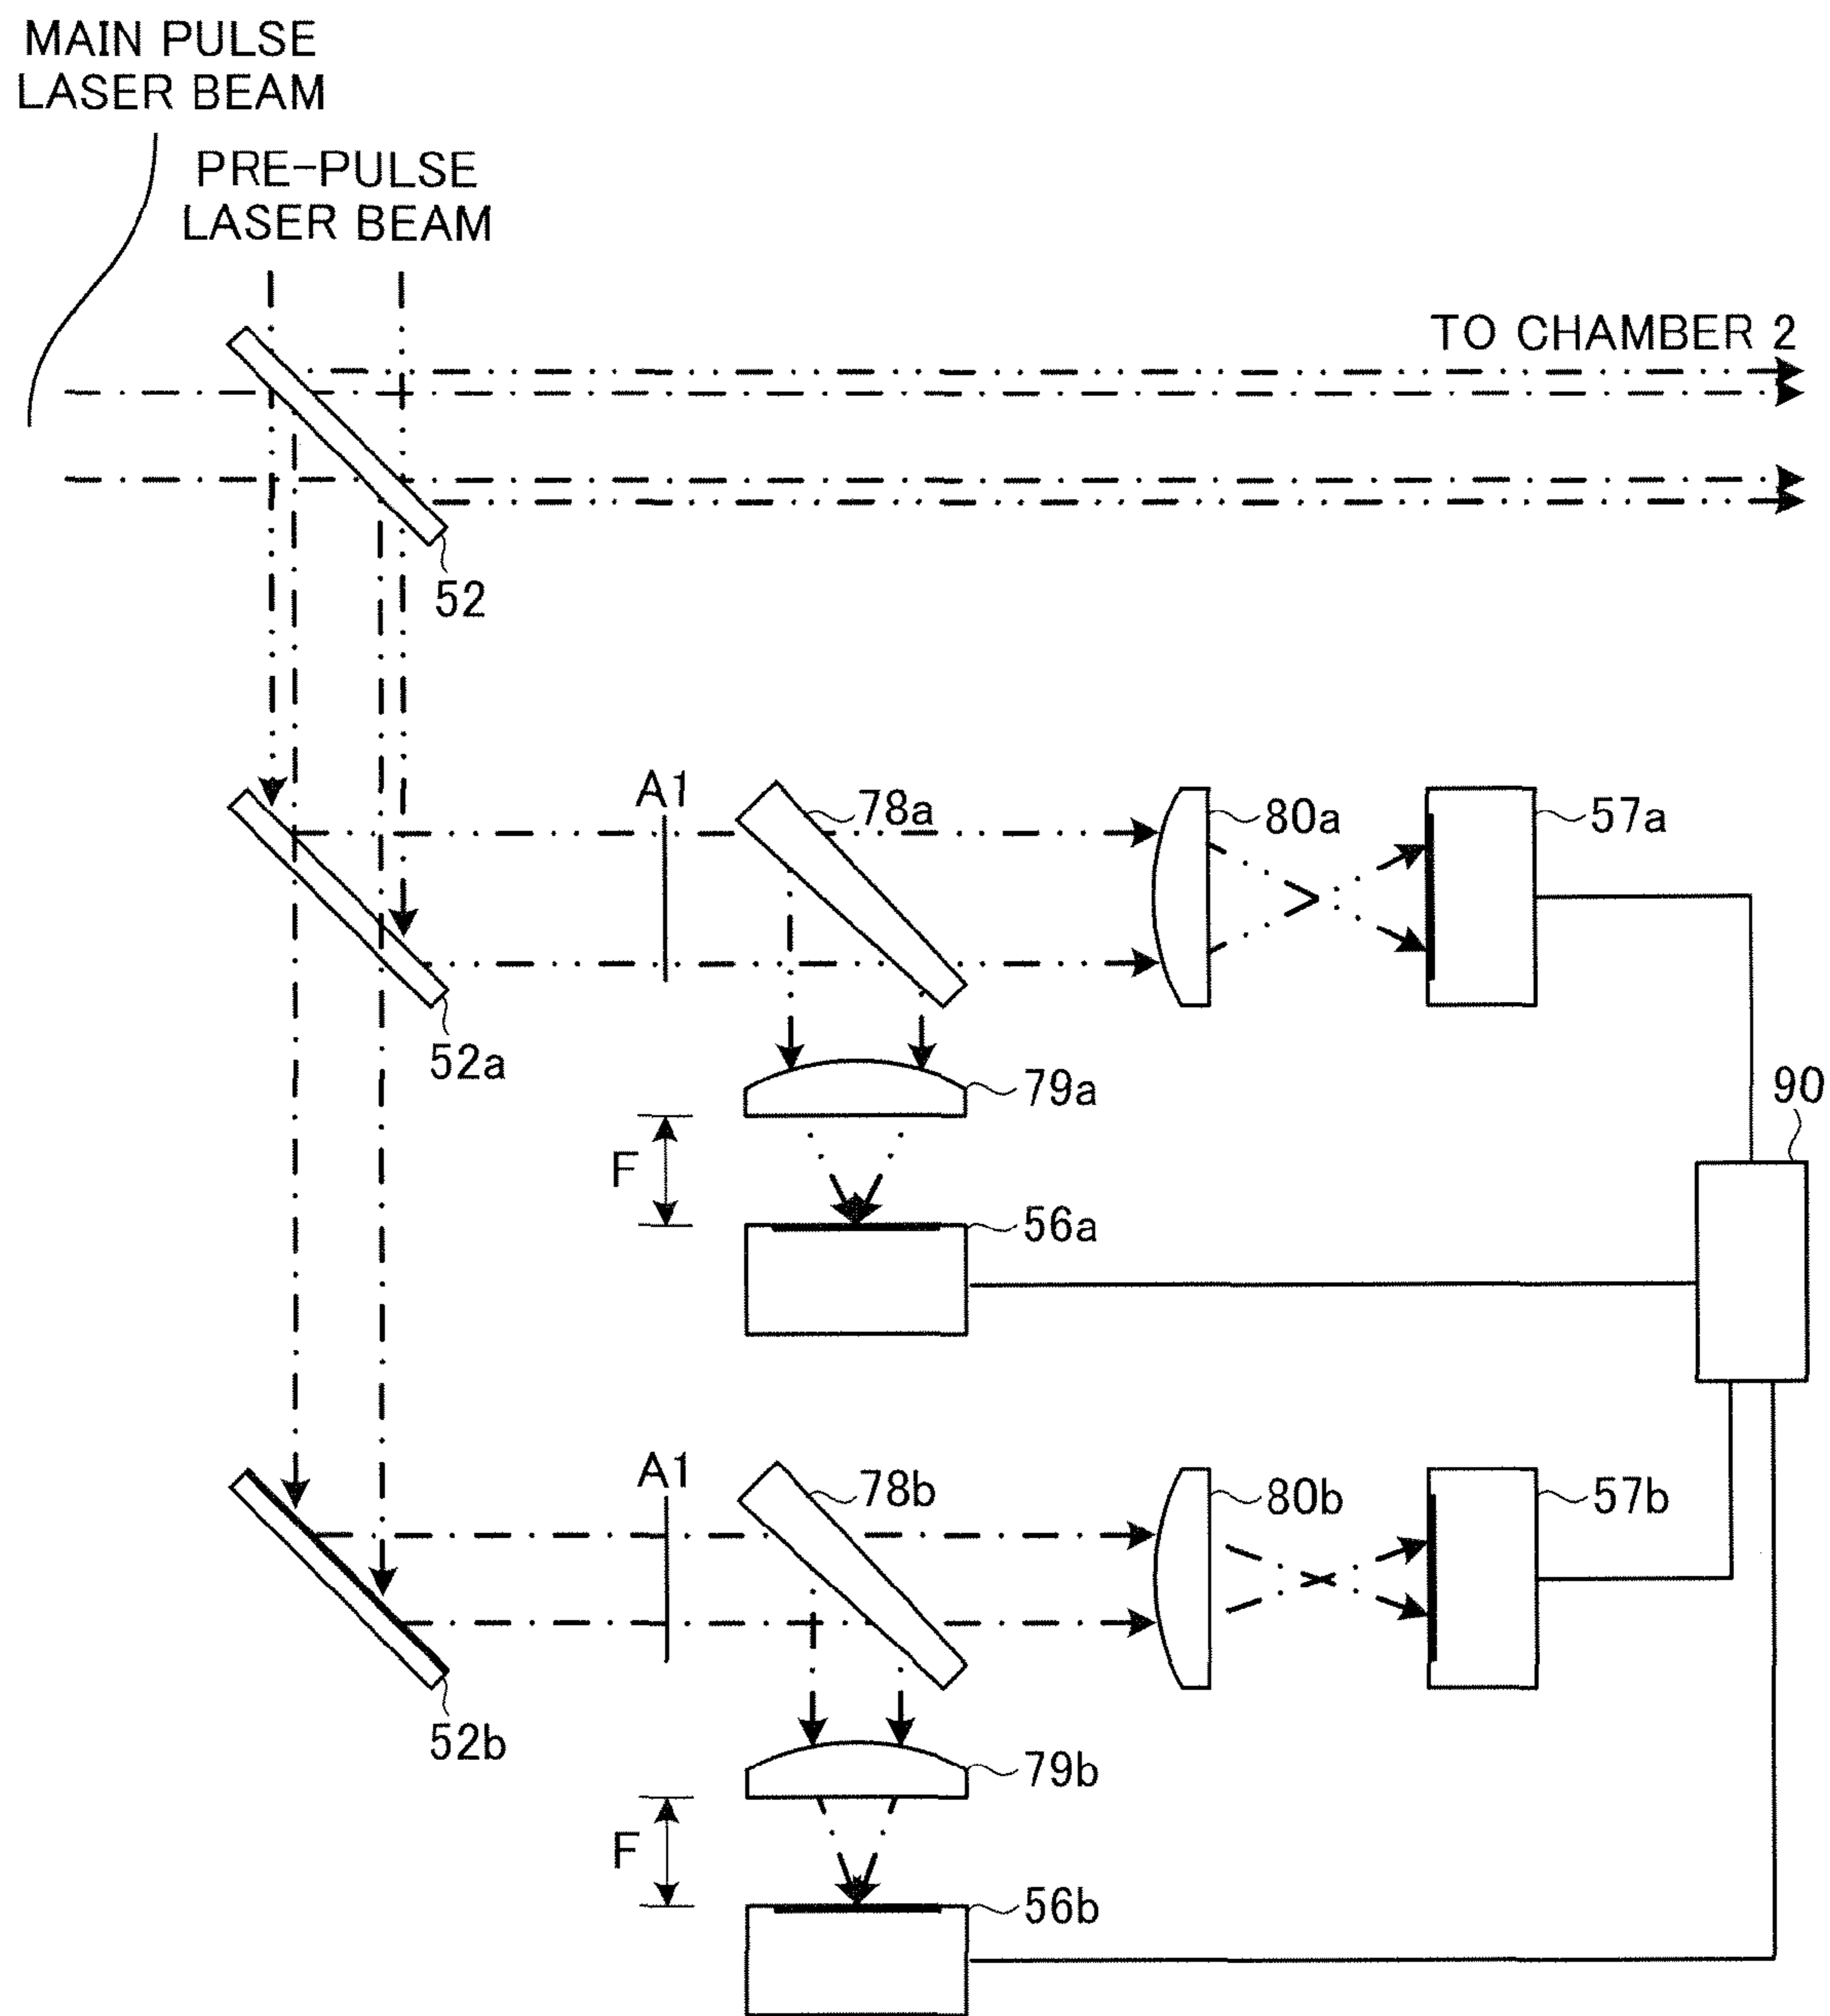 MAIN PULSE
LASER BEAM
PRE-PULSE
LASER BEAM
TO CHAMBER 2
52
A1
78a
80a
57a
52a
79a
90
F
56a
A1
78b
80b
57b
52b
79b
F
56b